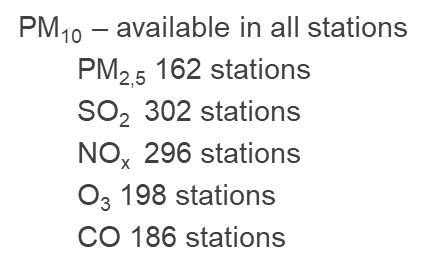 PM₁₀ – available in all stations
PM₂,₅ 162 stations
SO₂ 302 stations
NOₓ 296 stations
O₃ 198 stations
CO 186 stations